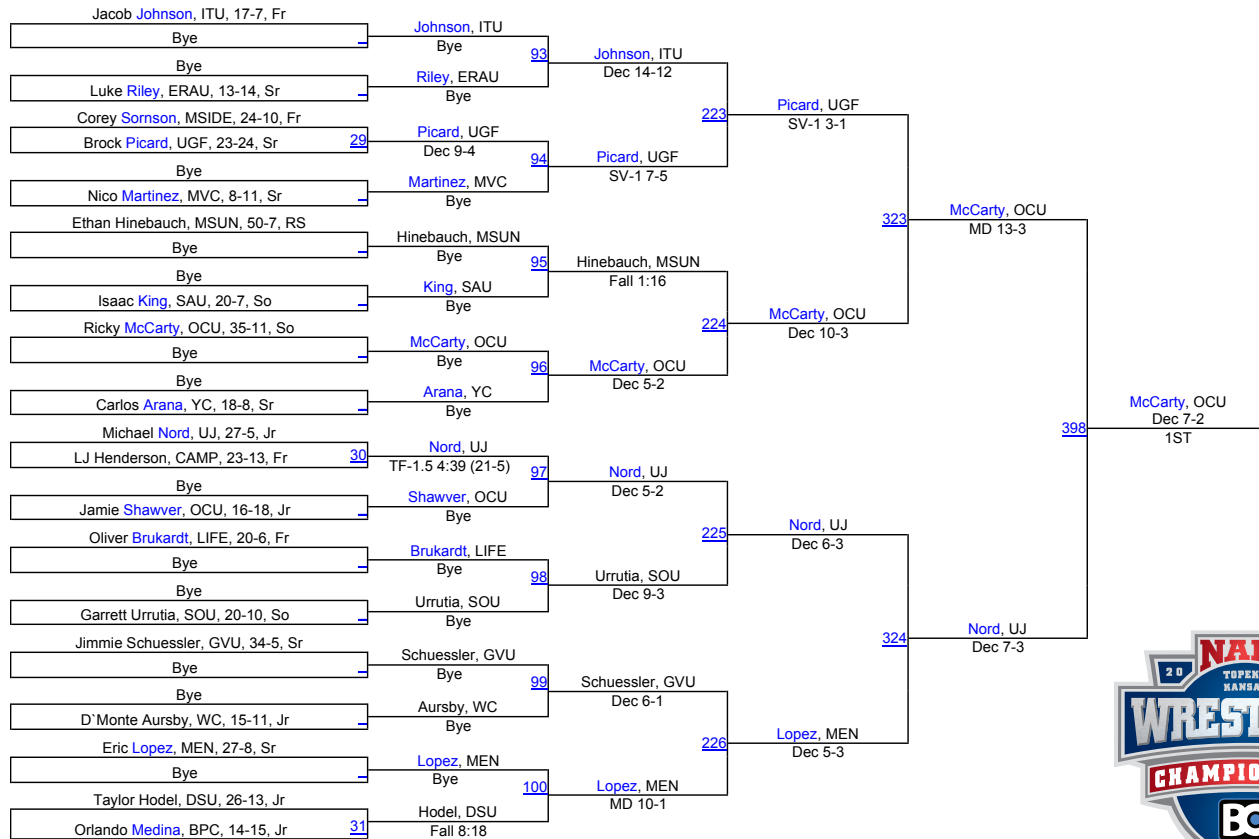 Jacob Johnson, ITU, 17-7, Fr
Bye
Bye
Luke Riley, ERAU, 13-14, Sr
Corey Sornson, MSIDE, 24-10, Fr
Brock Picard, UGF, 23-24, Sr
29
Bye
Nico Martinez, MVC, 8-11, Sr
Ethan Hinebauch, MSUN, 50-7, RS
Bye
Bye
Isaac King, SAU, 20-7, So
Ricky McCarty, OCU, 35-11, So
Bye
Bye
Carlos Arana, YC, 18-8, Sr
Michael Nord, UJ, 27-5, Jr
LJ Henderson, CAMP, 23-13, Fr
30
Bye
Jamie Shawver, OCU, 16-18, Jr
Oliver Brukardt, LIFE, 20-6, Fr
Bye
Bye
Garrett Urrutia, SOU, 20-10, So
Jimmie Schuessler, GVU, 34-5, Sr
Bye
Bye
D`Monte Aursby, WC, 15-11, Jr
Eric Lopez, MEN, 27-8, Sr
Bye
Taylor Hodel, DSU, 26-13, Jr
Orlando Medina, BPC, 14-15, Jr
31
Johnson, ITU
Bye
93
Riley, ERAU
Bye
Picard, UGF
Dec 9-4
94
Martinez, MVC
Bye
Hinebauch, MSUN
Bye
95
King, SAU
Bye
McCarty, OCU
Bye
96
Arana, YC
Bye
Nord, UJ
TF-1.5 4:39 (21-5)
97
Shawver, OCU
Bye
Brukardt, LIFE
Bye
98
Urrutia, SOU
Bye
Schuessler, GVU
Bye
99
Aursby, WC
Bye
Lopez, MEN
Bye
100
Hodel, DSU
Fall 8:18
Johnson, ITU
Dec 14-12
223
Picard, UGF
SV-1 7-5
Hinebauch, MSUN
Fall 1:16
224
McCarty, OCU
Dec 5-2
Nord, UJ
Dec 5-2
225
Urrutia, SOU
Dec 9-3
Schuessler, GVU
Dec 6-1
226
Lopez, MEN
MD 10-1
Picard, UGF
SV-1 3-1
323
McCarty, OCU
Dec 10-3
Nord, UJ
Dec 6-3
324
Lopez, MEN
Dec 5-3
McCarty, OCU
MD 13-3
398
Nord, UJ
Dec 7-3
McCarty, OCU
Dec 7-2
1ST
20